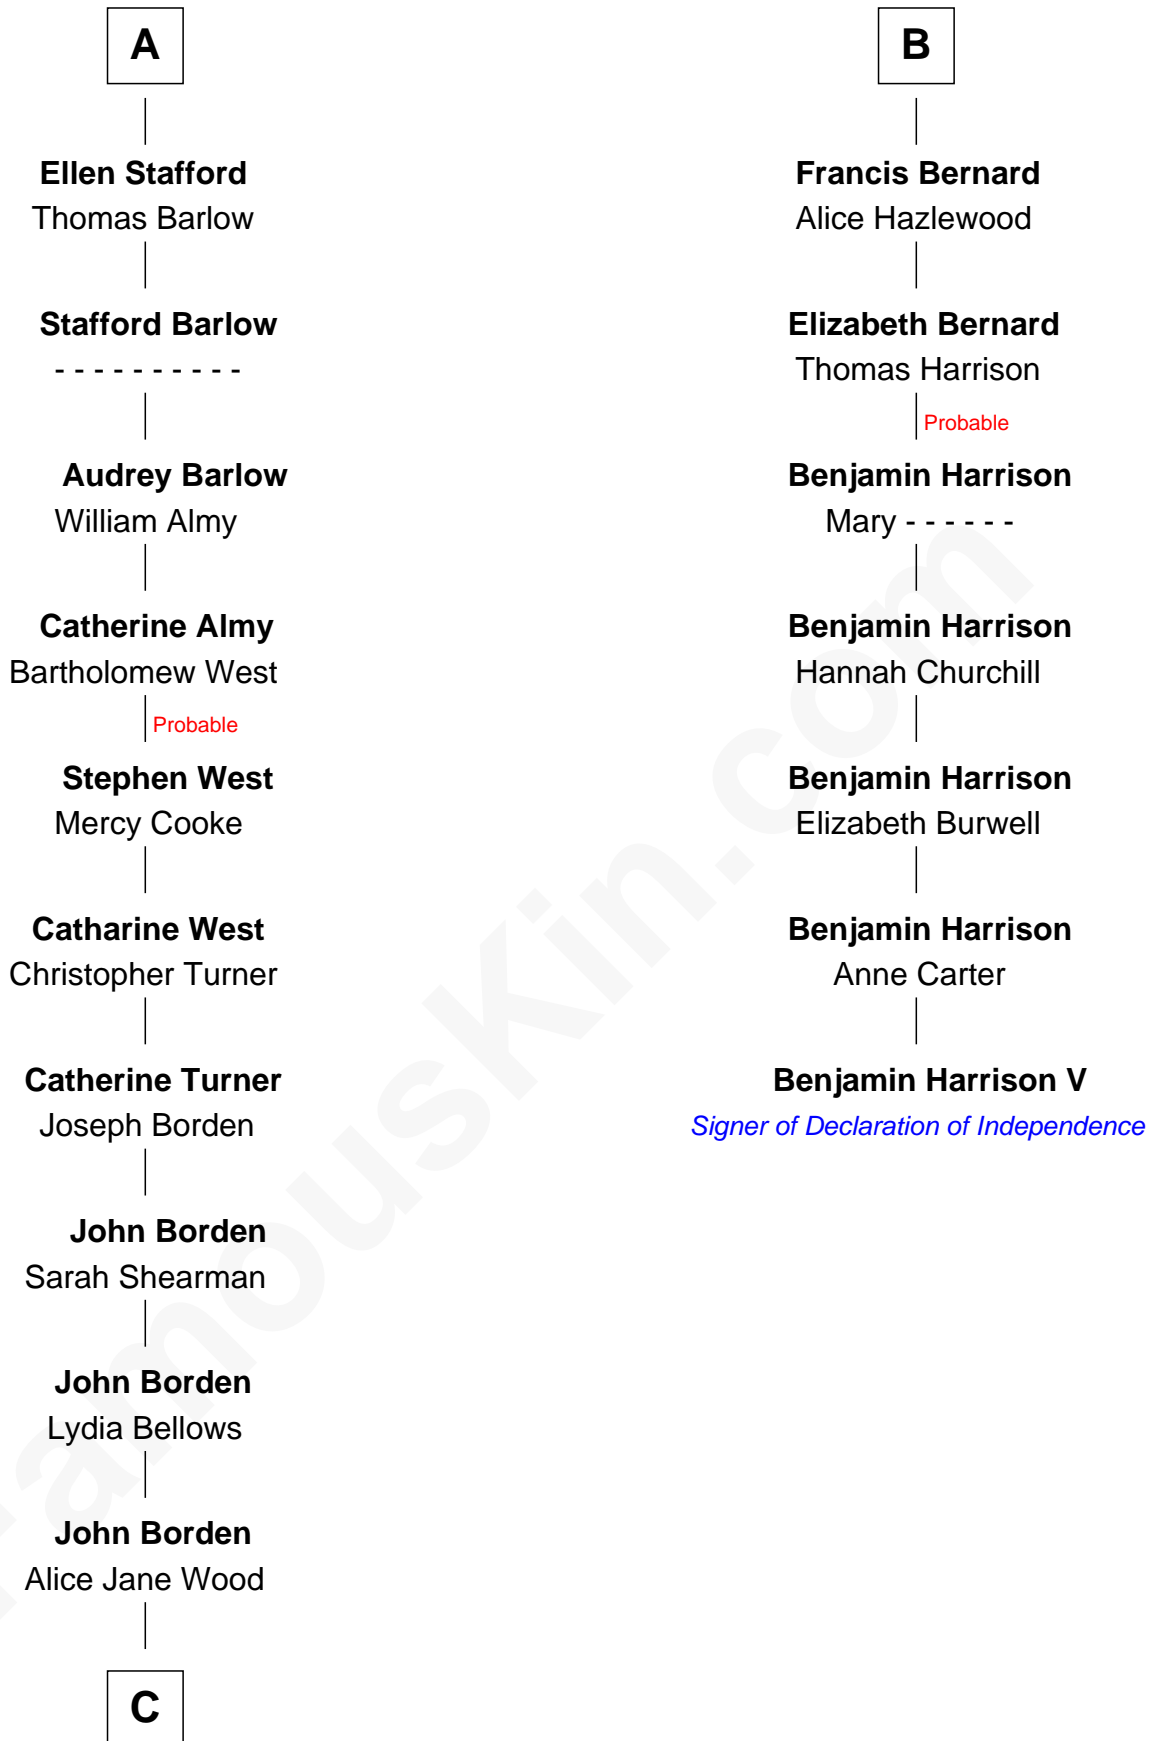 A
Ellen Stafford
Thomas Barlow
Stafford Barlow
- - - - - - - - - -
Audrey Barlow
William Almy
Catherine Almy
Bartholomew West
Probable
Stephen West
Mercy Cooke
Catharine West
Christopher Turner
Catherine Turner
Joseph Borden
John Borden
Sarah Shearman
John Borden
Lydia Bellows
John Borden
Alice Jane Wood
C
B
Francis Bernard
Alice Hazlewood
Elizabeth Bernard
Thomas Harrison
Probable
Benjamin Harrison
Mary - - - - - -
Benjamin Harrison
Hannah Churchill
Benjamin Harrison
Elizabeth Burwell
Benjamin Harrison
Anne Carter
Benjamin Harrison V
Signer of Declaration of Independence
FamousKin.com